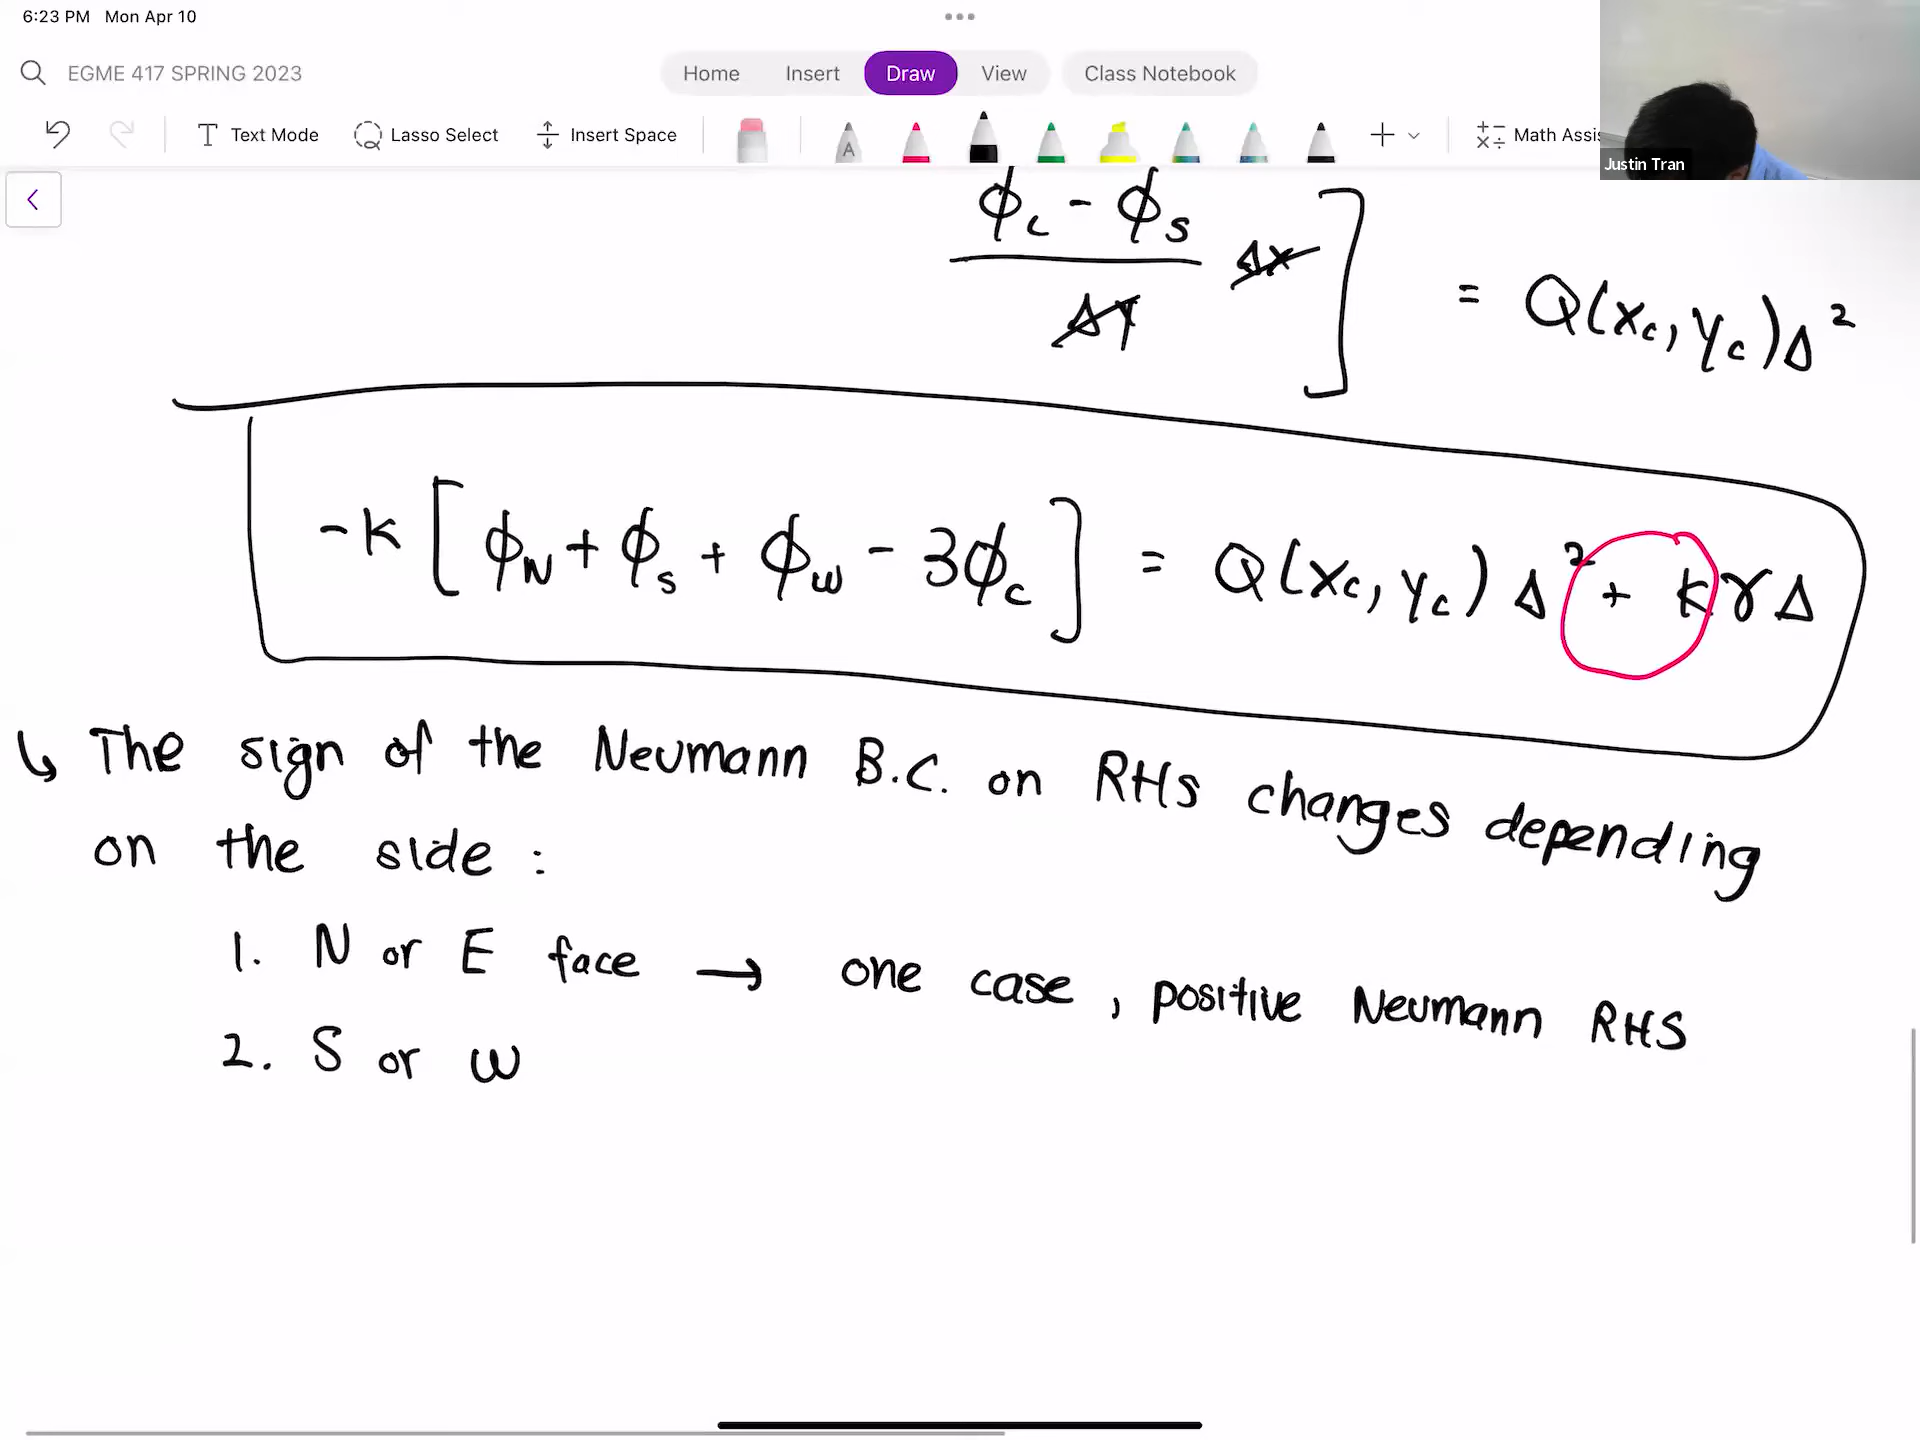 6:23 PM Mon Apr 10
EGME 417 SPRING 2023
Home Insert Draw View Class Notebook
Text Mode Lasso Select Insert Space Math Assis
Justin Tran
ϕc - ϕs
Δy Δx ] = Q(xc, yc)Δ²
-k [ ϕN + ϕs + ϕw - 3ϕc ] = Q(xc, yc) Δ² + kγΔ
↳ The sign of the Neumann B.C. on RHS changes depending
on the side :
1. N or E face → one case, positive Neumann RHS
2. S or W